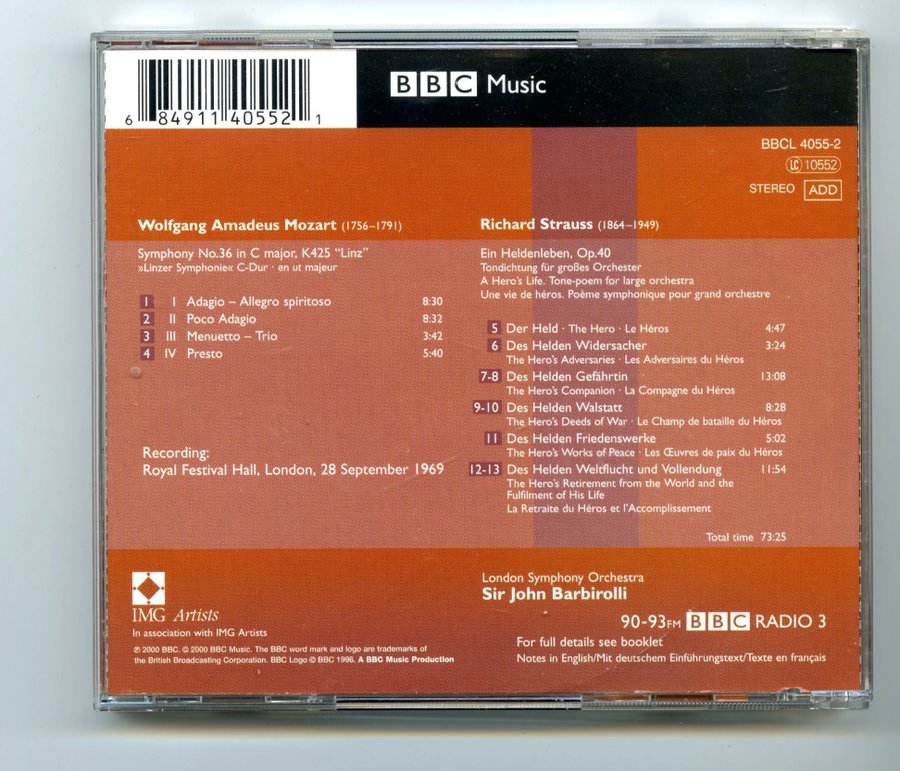 6 84911 40552 1
BBC Music
BBCL 4055-2
LC 10552
STEREO ADD
Wolfgang Amadeus Mozart (1756–1791)
Symphony No.36 in C major, K425 “Linz”
»Linzer Symphonie« C-Dur · en ut majeur
1 I Adagio – Allegro spiritoso 8:30
2 II Poco Adagio 8:32
3 III Menuetto – Trio 3:42
4 IV Presto 5:40
Recording:
Royal Festival Hall, London, 28 September 1969
Richard Strauss (1864–1949)
Ein Heldenleben, Op.40
Tondichtung für großes Orchester
A Hero's Life. Tone-poem for large orchestra
Une vie de héros. Poème symphonique pour grand orchestre
5 Der Held · The Hero · Le Héros 4:47
6 Des Helden Widersacher 3:24
The Hero's Adversaries · Les Adversaires du Héros
7-8 Des Helden Gefährtin 13:08
The Hero's Companion · La Compagne du Héros
9-10 Des Helden Walstatt 8:28
The Hero's Deeds of War · Le Champ de bataille du Héros
11 Des Helden Friedenswerke 5:02
The Hero's Works of Peace · Les Œuvres de paix du Héros
12-13 Des Helden Weltflucht und Vollendung 11:54
The Hero's Retirement from the World and the
Fulfilment of His Life
La Retraite du Héros et l'Accomplissement
Total time 73:25
IMG Artists
In association with IMG Artists
℗ 2000 BBC. © 2000 BBC Music. The BBC word mark and logo are trademarks of
the British Broadcasting Corporation. BBC Logo © BBC 1996. A BBC Music Production
London Symphony Orchestra
Sir John Barbirolli
90-93FM BBC RADIO 3
For full details see booklet
Notes in English/Mit deutschem Einführungstext/Texte en français